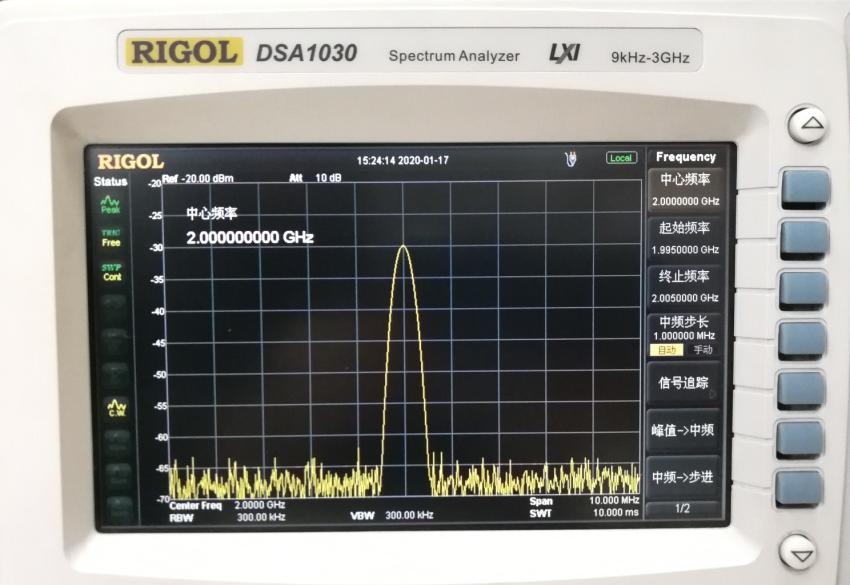 RIGOL DSA1030 Spectrum Analyzer LXI 9kHz-3GHz
RIGOL 15:24:14 2020-01-17 Local Frequency
Status Ref -20.00 dBm Att 10 dB
Peak
TRIG
Free
SWP
Cont
C.W.
-20
-25
-30
-35
-40
-45
-50
-55
-60
-65
-70
中心频率
2.000000000 GHz
Center Freq 2.0000 GHz Span 10.000 MHz
RBW 300.00 kHz VBW 300.00 kHz SWT 10.000 ms
中心频率
2.0000000 GHz
起始频率
1.9950000 GHz
终止频率
2.0050000 GHz
中频步长
1.000000 MHz
自动 手动
信号追踪
峰值->中频
中频->步进
1/2